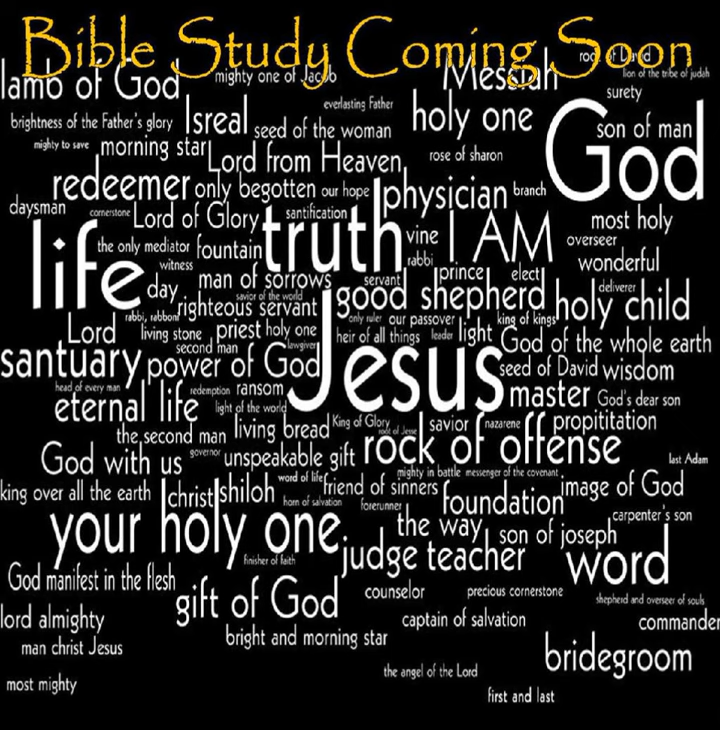 Bible Study Coming Soon
lamb of God mighty one of Jacob Messiah root of David
lion of the tribe of judah
everlasting Father surety
brightness of the Father's glory Isreal seed of the woman holy one son of man God
mighty to save morning star Lord from Heaven, rose of sharon
redeemer only begotten our hope physician branch
daysman cornerstone Lord of Glory santification truth vine I AM most holy
life the only mediator fountain rabbi overseer
witness man of sorrows servant prince elect wonderful
day savior of the world good shepherd holy child deliverer
righteous servant
rabbi, rabboni only ruler our passover king of kings
Lord living stone priest holy one heir of all things leader light God of the whole earth
second man lawgiver Jesus
santuary power of God seed of David wisdom
head of every man redemption ransom master God's dear son
eternal life light of the world
the second man living bread King of Glory root of Jesse savior nazarene propititation
God with us governor unspeakable gift rock of offense last Adam
word of life mighty in battle messenger of the covenant
king over all the earth christ shiloh horn of salvation friend of sinners forerunner foundation image of God
your holy one the way son of joseph carpenter's son
finisher of faith judge teacher word
God manifest in the flesh gift of God counselor precious cornerstone shepherd and overseer of souls
lord almighty captain of salvation commander
man christ Jesus bright and morning star bridegroom
the angel of the Lord
most mighty first and last